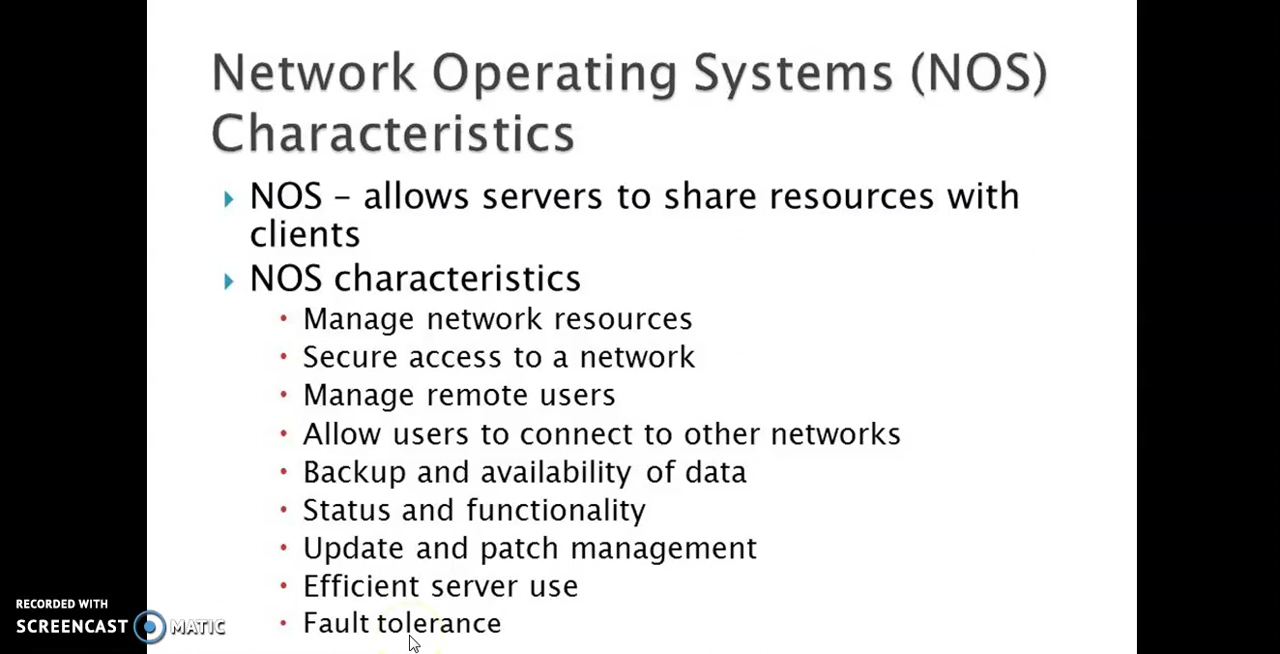 Network Operating Systems (NOS)
Characteristics
NOS – allows servers to share resources with
clients
NOS characteristics
Manage network resources
Secure access to a network
Manage remote users
Allow users to connect to other networks
Backup and availability of data
Status and functionality
Update and patch management
Efficient server use
Fault tolerance
RECORDED WITH
SCREENCAST MATIC